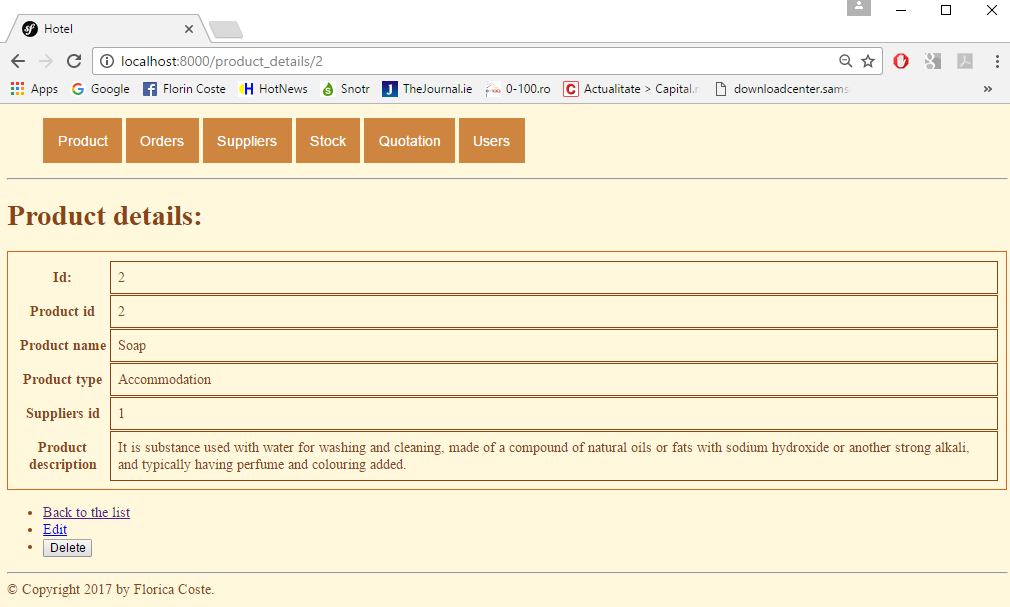 Hotel
localhost:8000/product_details/2
Apps Google Florin Coste HotNews Snotr TheJournal.ie 0-100.ro Actualitate > Capital.r downloadcenter.sams »
Product Orders Suppliers Stock Quotation Users
Product details:
Id: 2
Product id 2
Product name Soap
Product type Accommodation
Suppliers id 1
Product description
It is substance used with water for washing and cleaning, made of a compound of natural oils or fats with sodium hydroxide or another strong alkali,
and typically having perfume and colouring added.
Back to the list
Edit
Delete
© Copyright 2017 by Florica Coste.